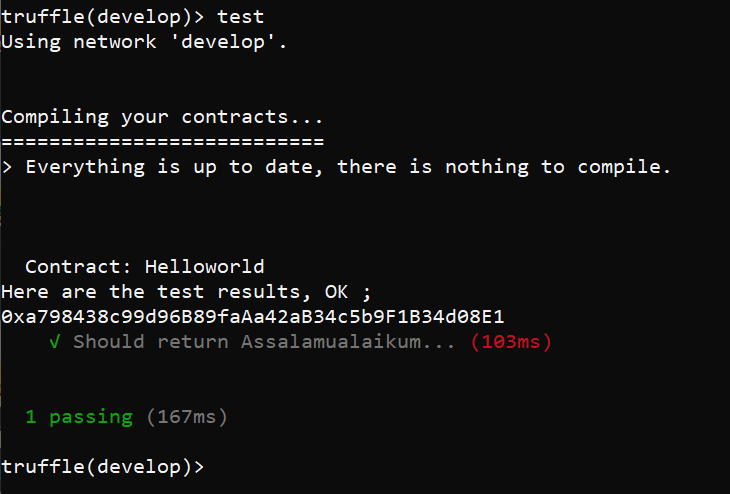 truffle(develop)> test
Using network 'develop'.
Compiling your contracts...
===========================
> Everything is up to date, there is nothing to compile.
Contract: Helloworld
Here are the test results, OK ;
0xa798438c99d96B89faAa42aB34c5b9F1B34d08E1
√ Should return Assalamualaikum... (103ms)
1 passing (167ms)
truffle(develop)>